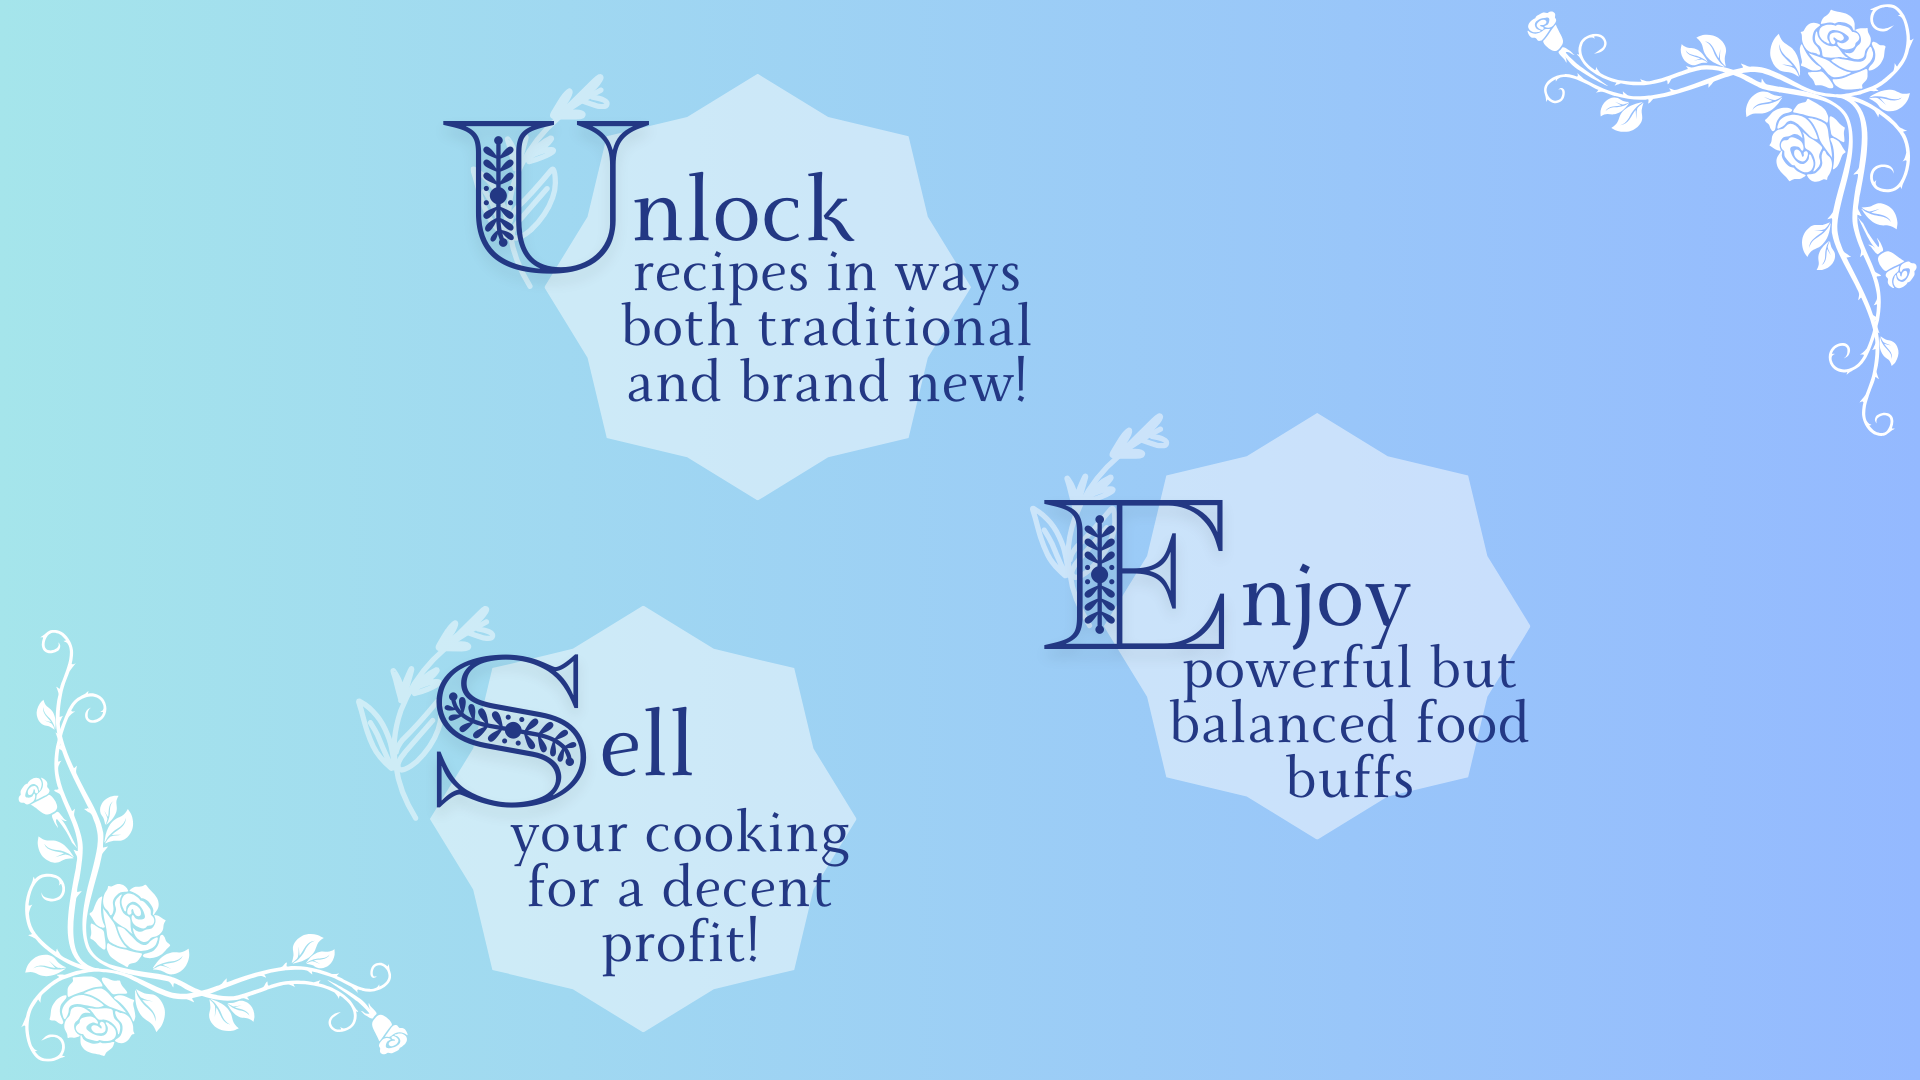 Unlock
recipes in ways
both traditional
and brand new!
Enjoy
powerful but
balanced food
buffs
Sell
your cooking
for a decent
profit!